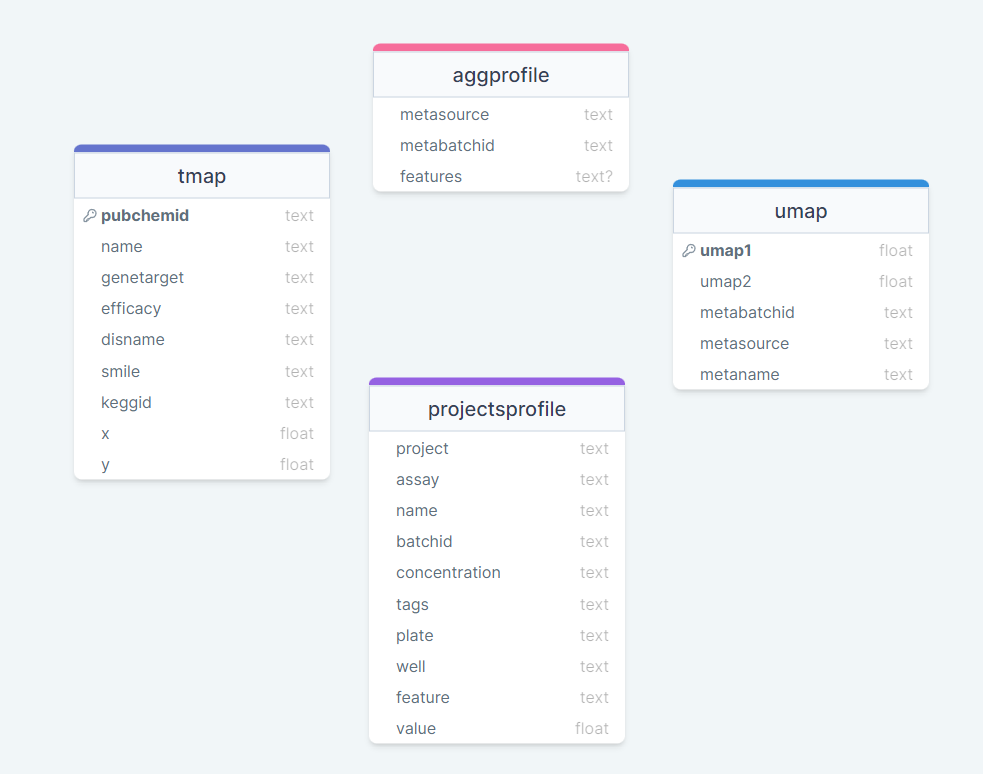 aggprofile
metasource text
metabatchid text
features text?
tmap
pubchemid text
name text
genetarget text
efficacy text
disname text
smile text
keggid text
x float
y float
umap
umap1 float
umap2 float
metabatchid text
metasource text
metaname text
projectsprofile
project text
assay text
name text
batchid text
concentration text
tags text
plate text
well text
feature text
value float